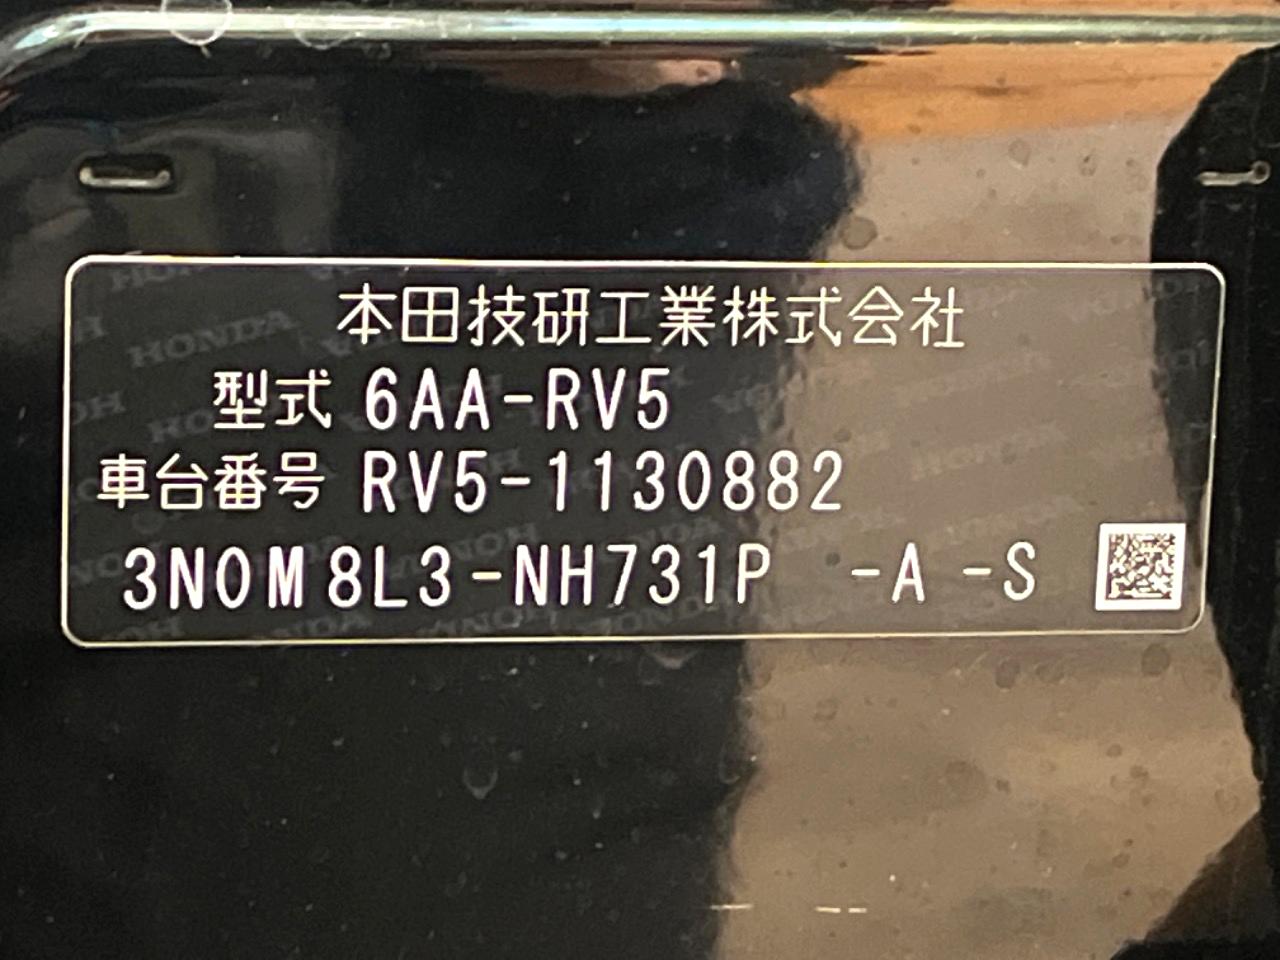 本田技研工業株式会社
型式 6AA-RV5
車台番号 RV5-1130882
3N0M8L3-NH731P -A -S